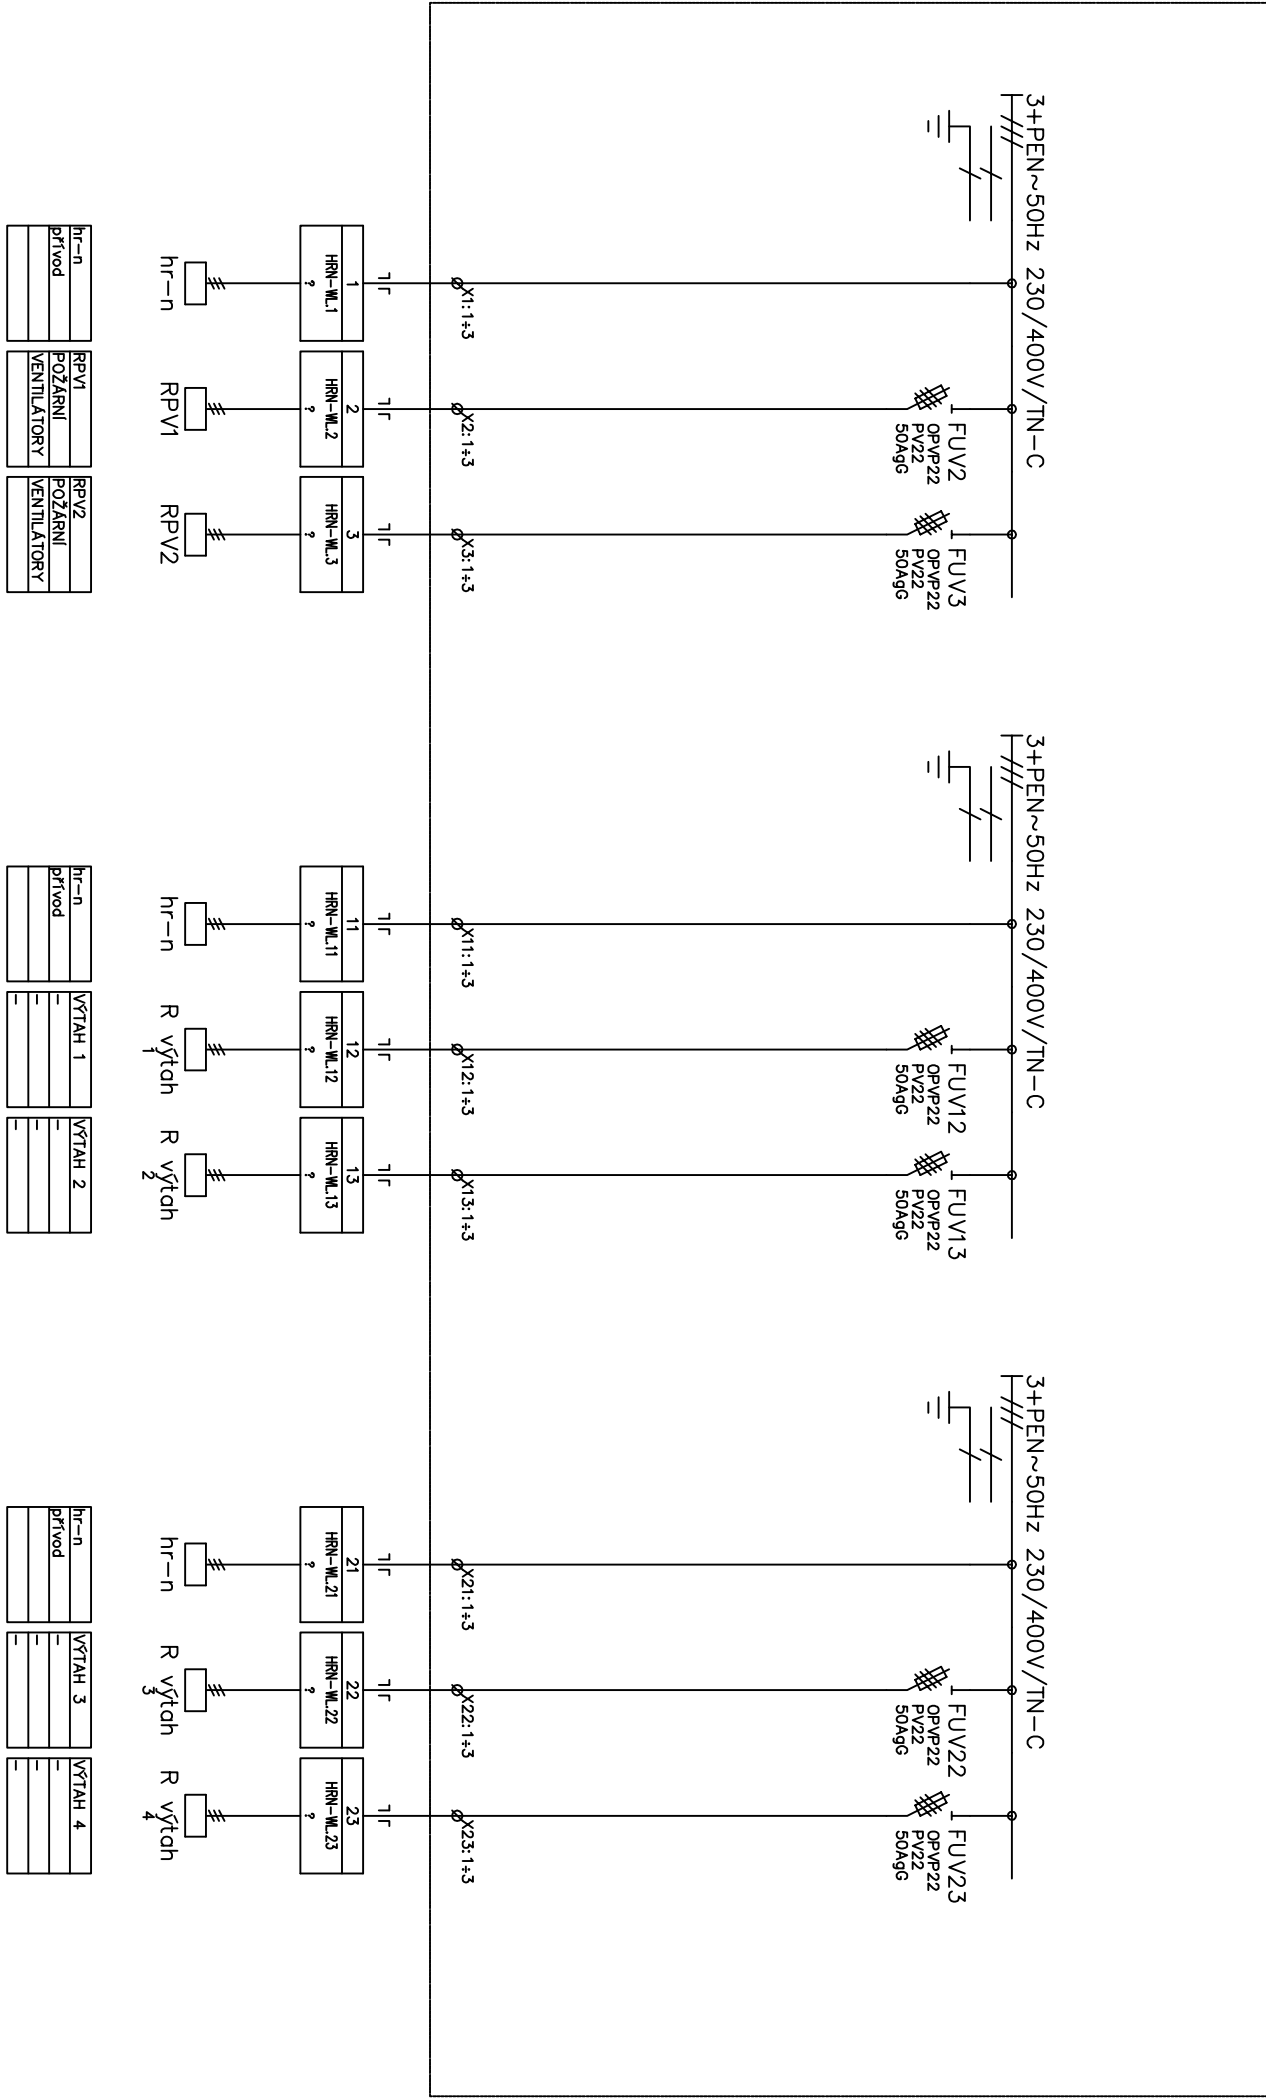 3+PEN~50Hz 230/400V/TN-C
FUV2
OPVP22
PV22
50AgG
FUV3
OPVP22
PV22
50AgG
X1:1÷3
X2:1÷3
X3:1÷3
1
HRN-WL.1
?
2
HRN-WL.2
?
3
HRN-WL.3
?
hr-n
RPV1
RPV2
hr-n
přívod
RPV1
POŽÁRNÍ
VENTILÁTORY
RPV2
POŽÁRNÍ
VENTILÁTORY
3+PEN~50Hz 230/400V/TN-C
FUV12
OPVP22
PV22
50AgG
FUV13
OPVP22
PV22
50AgG
X11:1÷3
X12:1÷3
X13:1÷3
11
HRN-WL.11
?
12
HRN-WL.12
?
13
HRN-WL.13
?
hr-n
R výtah
1
R výtah
2
hr-n
přívod
VÝTAH 1
-
-
-
VÝTAH 2
-
-
-
3+PEN~50Hz 230/400V/TN-C
FUV22
OPVP22
PV22
50AgG
FUV23
OPVP22
PV22
50AgG
X21:1÷3
X22:1÷3
X23:1÷3
21
HRN-WL.21
?
22
HRN-WL.22
?
23
HRN-WL.23
?
hr-n
R výtah
3
R výtah
4
hr-n
přívod
VÝTAH 3
-
-
-
VÝTAH 4
-
-
-